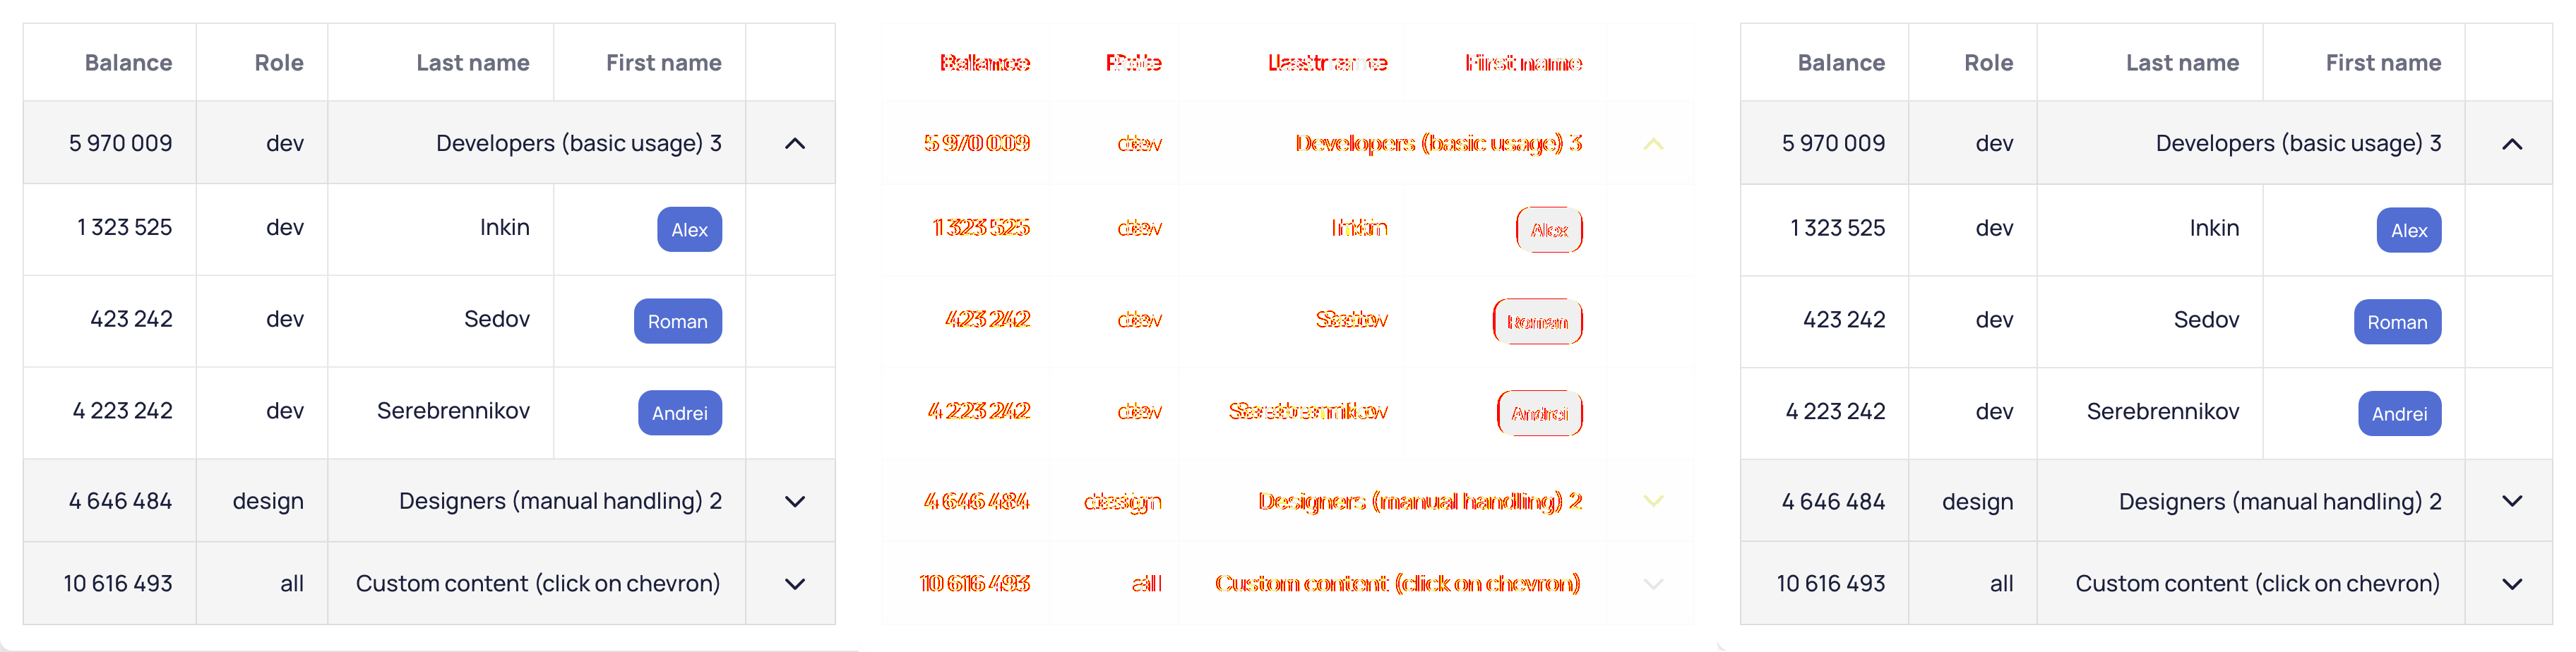 Balance Role Last name First name
5 970 009 dev Developers (basic usage) 3
1 323 525 dev Inkin Alex
423 242 dev Sedov Roman
4 223 242 dev Serebrennikov Andrei
4 646 484 design Designers (manual handling) 2
10 616 493 all Custom content (click on chevron)
Balance Role Last name First name
5 970 009 dev Developers (basic usage) 3
1 323 525 dev Inkin Alex
423 242 dev Sedov Roman
4 223 242 dev Serebrennikov Andrei
4 646 484 design Designers (manual handling) 2
10 616 493 all Custom content (click on chevron)
Balance Role Last name First name
5 970 009 dev Developers (basic usage) 3
1 323 525 dev Inkin Alex
423 242 dev Sedov Roman
4 223 242 dev Serebrennikov Andrei
4 646 484 design Designers (manual handling) 2
10 616 493 all Custom content (click on chevron)